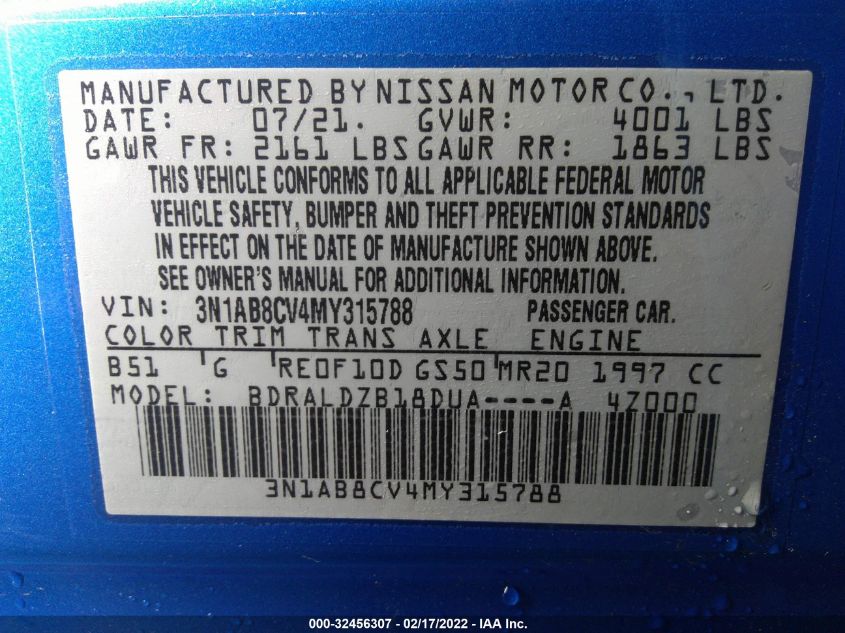 MANUFACTURED BY NISSAN MOTOR CO., LTD.
DATE: 07/21. GVWR: 4001 LBS
GAWR FR: 2161 LBS GAWR RR: 1863 LBS
THIS VEHICLE CONFORMS TO ALL APPLICABLE FEDERAL MOTOR
VEHICLE SAFETY, BUMPER AND THEFT PREVENTION STANDARDS
IN EFFECT ON THE DATE OF MANUFACTURE SHOWN ABOVE.
SEE OWNER'S MANUAL FOR ADDITIONAL INFORMATION.
VIN: 3N1AB8CV4MY315788 PASSENGER CAR.
COLOR TRIM TRANS AXLE ENGINE
B51 G RE0F10D GS50 MR20 1997 CC
MODEL: BDRALDZB18DUA----A 4Z000
3N1AB8CV4MY315788
000-32456307 - 02/17/2022 - IAA Inc.